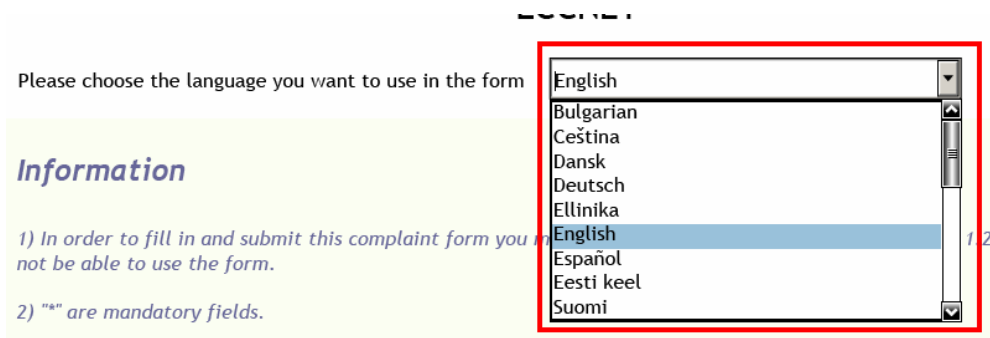 Please choose the language you want to use in the form
English
Bulgarian
Ceština
Dansk
Deutsch
Ellinika
English
Español
Eesti keel
Suomi
Information
1) In order to fill in and submit this complaint form you
not be able to use the form.
2) "*" are mandatory fields.